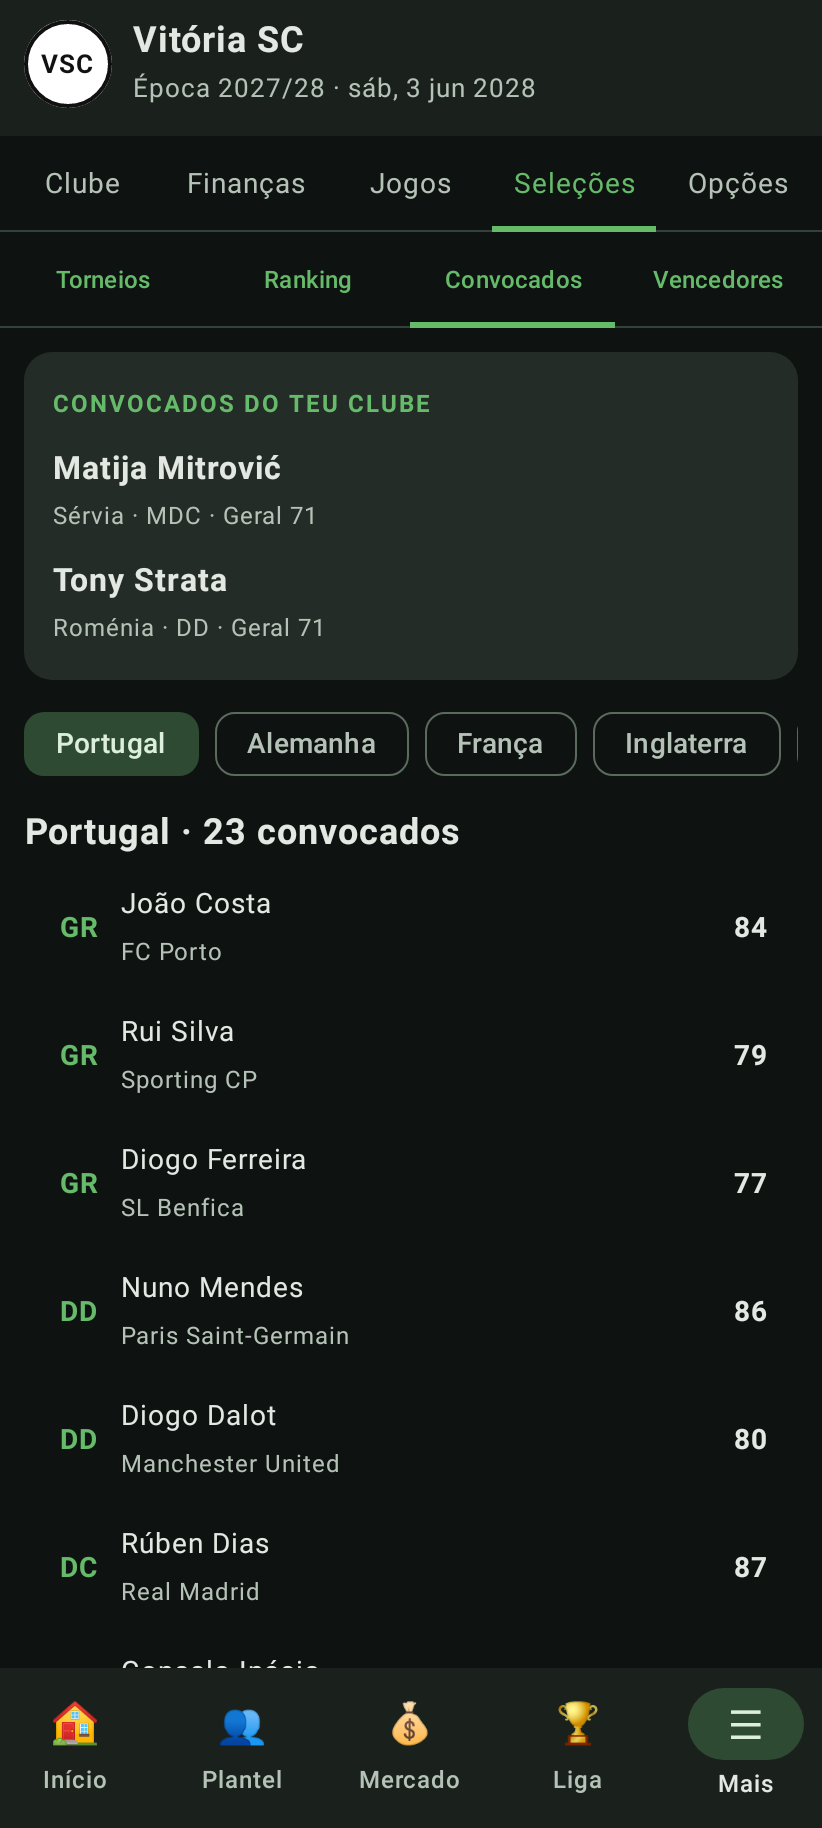 VSC
Vitória SC
Época 2027/28 · sáb, 3 jun 2028
Clube Finanças Jogos Seleções Opções
Torneios Ranking Convocados Vencedores
CONVOCADOS DO TEU CLUBE
Matija Mitrović
Sérvia · MDC · Geral 71
Tony Strata
Roménia · DD · Geral 71
Portugal Alemanha França Inglaterra
Portugal · 23 convocados
João Costa
GR 84
FC Porto
Rui Silva
GR 79
Sporting CP
Diogo Ferreira
GR 77
SL Benfica
Nuno Mendes
DD 86
Paris Saint-Germain
Diogo Dalot
DD 80
Manchester United
Rúben Dias
DC 87
Real Madrid
Início Plantel Mercado Liga Mais